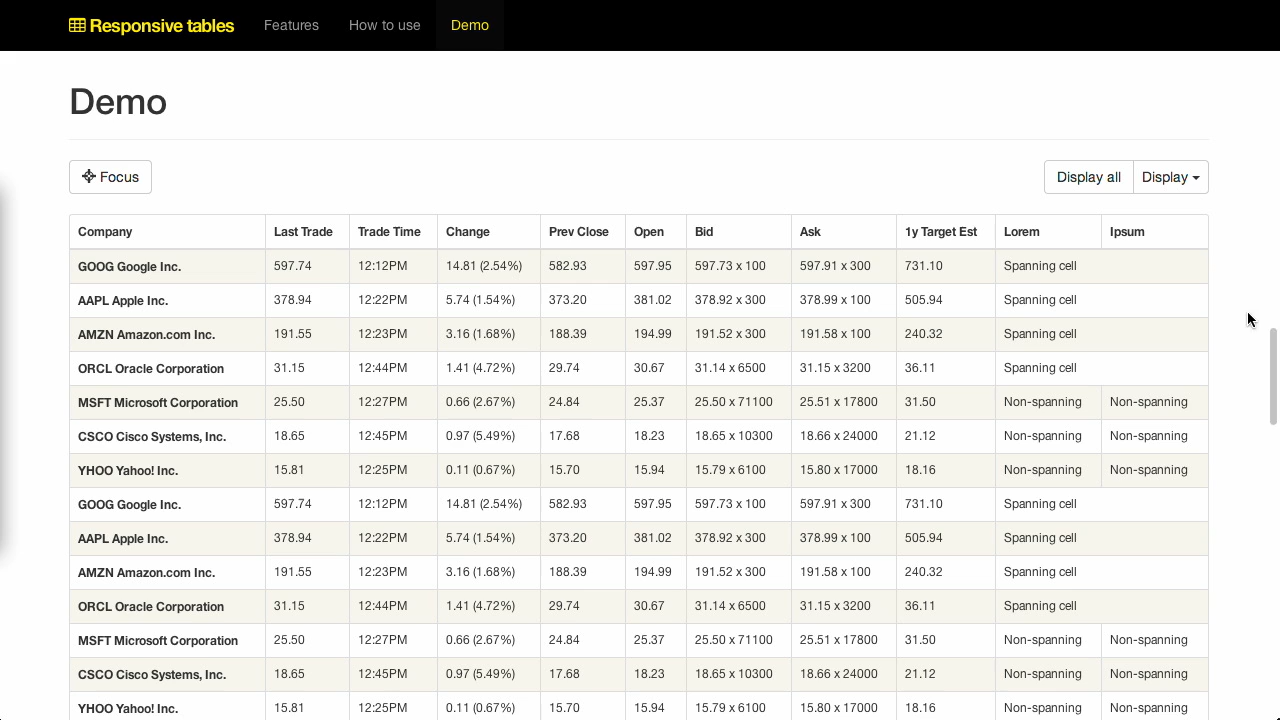 Responsive tables Features How to use Demo
Demo
Focus Display all Display
Company Last Trade Trade Time Change Prev Close Open Bid Ask 1y Target Est Lorem Ipsum
GOOG Google Inc. 597.74 12:12PM 14.81 (2.54%) 582.93 597.95 597.73 x 100 597.91 x 300 731.10 Spanning cell
AAPL Apple Inc. 378.94 12:22PM 5.74 (1.54%) 373.20 381.02 378.92 x 300 378.99 x 100 505.94 Spanning cell
AMZN Amazon.com Inc. 191.55 12:23PM 3.16 (1.68%) 188.39 194.99 191.52 x 300 191.58 x 100 240.32 Spanning cell
ORCL Oracle Corporation 31.15 12:44PM 1.41 (4.72%) 29.74 30.67 31.14 x 6500 31.15 x 3200 36.11 Spanning cell
MSFT Microsoft Corporation 25.50 12:27PM 0.66 (2.67%) 24.84 25.37 25.50 x 71100 25.51 x 17800 31.50 Non-spanning Non-spanning
CSCO Cisco Systems, Inc. 18.65 12:45PM 0.97 (5.49%) 17.68 18.23 18.65 x 10300 18.66 x 24000 21.12 Non-spanning Non-spanning
YHOO Yahoo! Inc. 15.81 12:25PM 0.11 (0.67%) 15.70 15.94 15.79 x 6100 15.80 x 17000 18.16 Non-spanning Non-spanning
GOOG Google Inc. 597.74 12:12PM 14.81 (2.54%) 582.93 597.95 597.73 x 100 597.91 x 300 731.10 Spanning cell
AAPL Apple Inc. 378.94 12:22PM 5.74 (1.54%) 373.20 381.02 378.92 x 300 378.99 x 100 505.94 Spanning cell
AMZN Amazon.com Inc. 191.55 12:23PM 3.16 (1.68%) 188.39 194.99 191.52 x 300 191.58 x 100 240.32 Spanning cell
ORCL Oracle Corporation 31.15 12:44PM 1.41 (4.72%) 29.74 30.67 31.14 x 6500 31.15 x 3200 36.11 Spanning cell
MSFT Microsoft Corporation 25.50 12:27PM 0.66 (2.67%) 24.84 25.37 25.50 x 71100 25.51 x 17800 31.50 Non-spanning Non-spanning
CSCO Cisco Systems, Inc. 18.65 12:45PM 0.97 (5.49%) 17.68 18.23 18.65 x 10300 18.66 x 24000 21.12 Non-spanning Non-spanning
YHOO Yahoo! Inc. 15.81 12:25PM 0.11 (0.67%) 15.70 15.94 15.79 x 6100 15.80 x 17000 18.16 Non-spanning Non-spanning